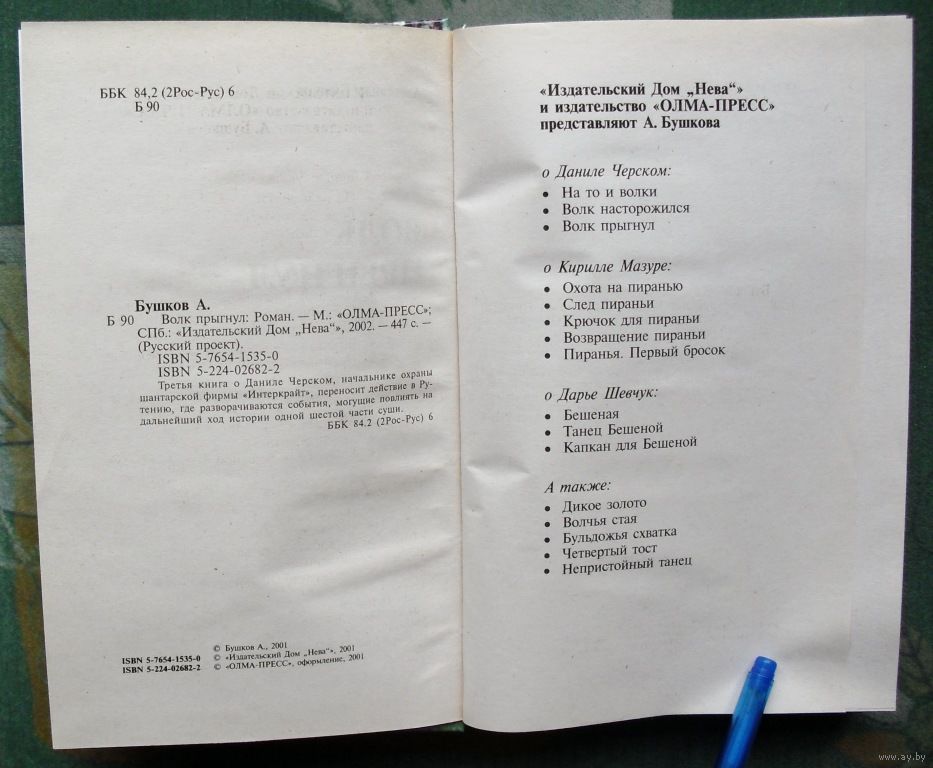 ББК 84,2 (2Рос-Рус) 6
Б 90
Бушков А.
Б 90 Волк прыгнул: Роман. — М.: «ОЛМА-ПРЕСС»;
СПб.: «Издательский Дом „Нева“», 2002. — 447 с. —
(Русский проект).
ISBN 5-7654-1535-0
ISBN 5-224-02682-2
Третья книга о Даниле Черском, начальнике охраны
шантарской фирмы «Интеркрайт», переносит действие в Ру-
тению, где разворачиваются события, могущие повлиять на
дальнейший ход истории одной шестой части суши.
ББК 84.2 (2Рос-Рус) 6
© Бушков А., 2001
ISBN 5-7654-1535-0 © «Издательский Дом „Нева“», 2001
ISBN 5-224-02682-2 © «ОЛМА-ПРЕСС», оформление, 2001
«Издательский Дом „Нева“»
и издательство «ОЛМА-ПРЕСС»
представляют А. Бушкова
о Даниле Черском:
• На то и волки
• Волк насторожился
• Волк прыгнул
о Кирилле Мазуре:
• Охота на пиранью
• След пираньи
• Крючок для пираньи
• Возвращение пираньи
• Пиранья. Первый бросок
о Дарье Шевчук:
• Бешеная
• Танец Бешеной
• Капкан для Бешеной
А также:
• Дикое золото
• Волчья стая
• Бульдожья схватка
• Четвертый тост
• Непристойный танец
www.ay.by